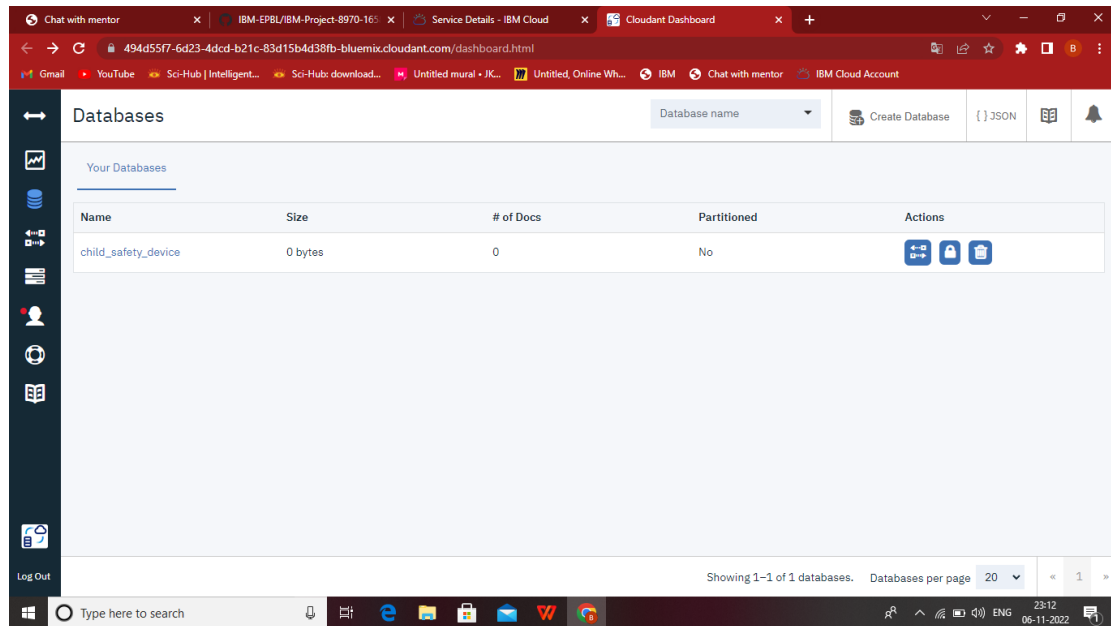 Chat with mentor
IBM-EPBL/IBM-Project-8970-165
Service Details - IBM Cloud
Cloudant Dashboard
494d55f7-6d23-4dcd-b21c-83d15b4d38fb-bluemix.cloudant.com/dashboard.html
B
Gmail
YouTube
Sci-Hub | Intelligent...
Sci-Hub: download...
Untitled mural • JK...
Untitled, Online Wh...
IBM
Chat with mentor
IBM Cloud Account
Databases
Database name
Create Database
{ } JSON
Your Databases
Name Size # of Docs Partitioned Actions
child_safety_device 0 bytes 0 No
Log Out
Showing 1–1 of 1 databases. Databases per page 20 « 1 »
Type here to search
ENG
23:12
06-11-2022